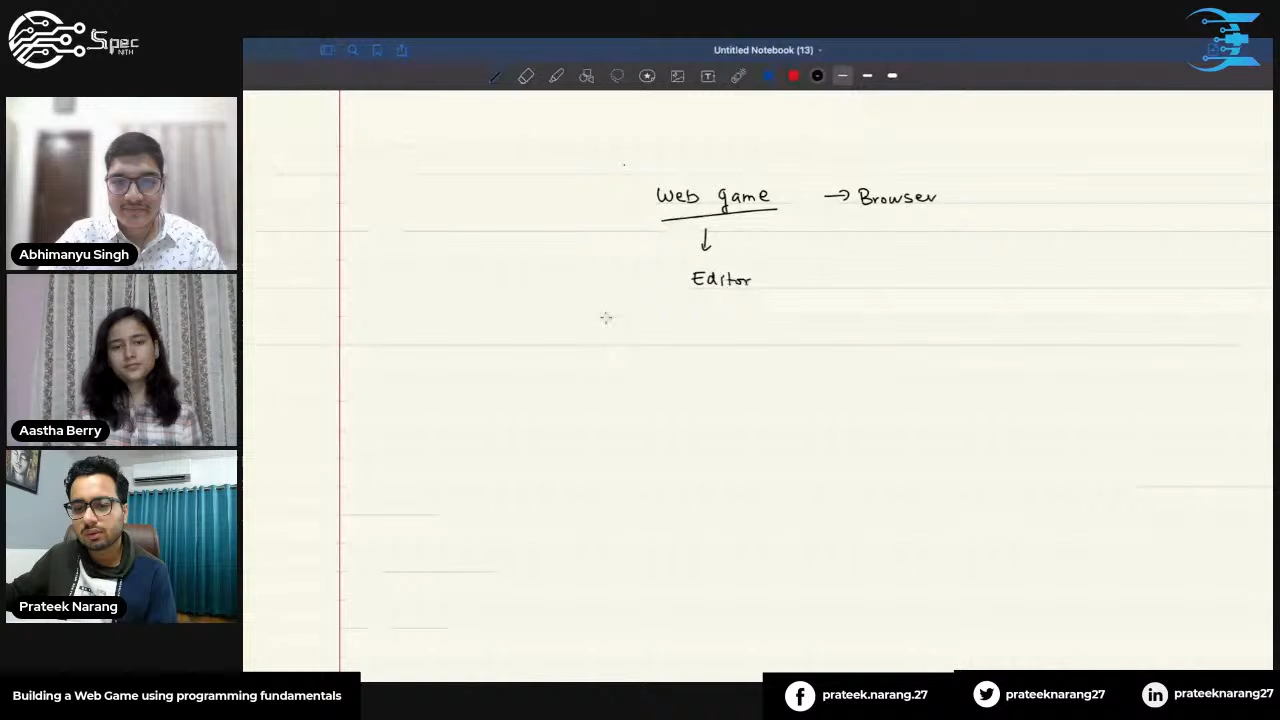 Spec
NITH
Untitled Notebook (13)
T
Web game → Browser
↓
Editor
Abhimanyu Singh
Aastha Berry
Prateek Narang
Building a Web Game using programming fundamentals
f prateek.narang.27
prateeknarang27
in prateeknarang27